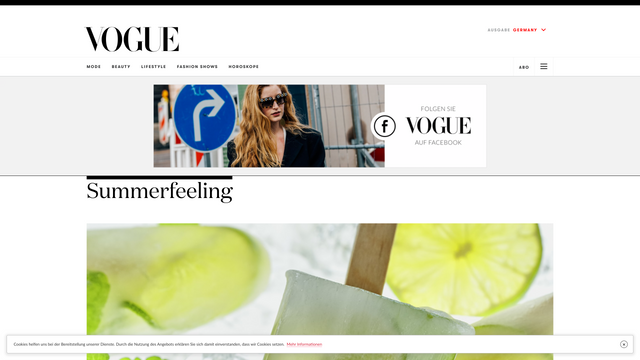 VOGUE
AUSGABE GERMANY
MODE BEAUTY LIFESTYLE FASHION SHOWS HOROSKOPE
ABO
FOLGEN SIE
VOGUE
AUF FACEBOOK
Summerfeeling
Cookies helfen uns bei der Bereitstellung unserer Dienste. Durch die Nutzung des Angebots erklären Sie sich damit einverstanden, dass wir Cookies setzen. Mehr Informationen